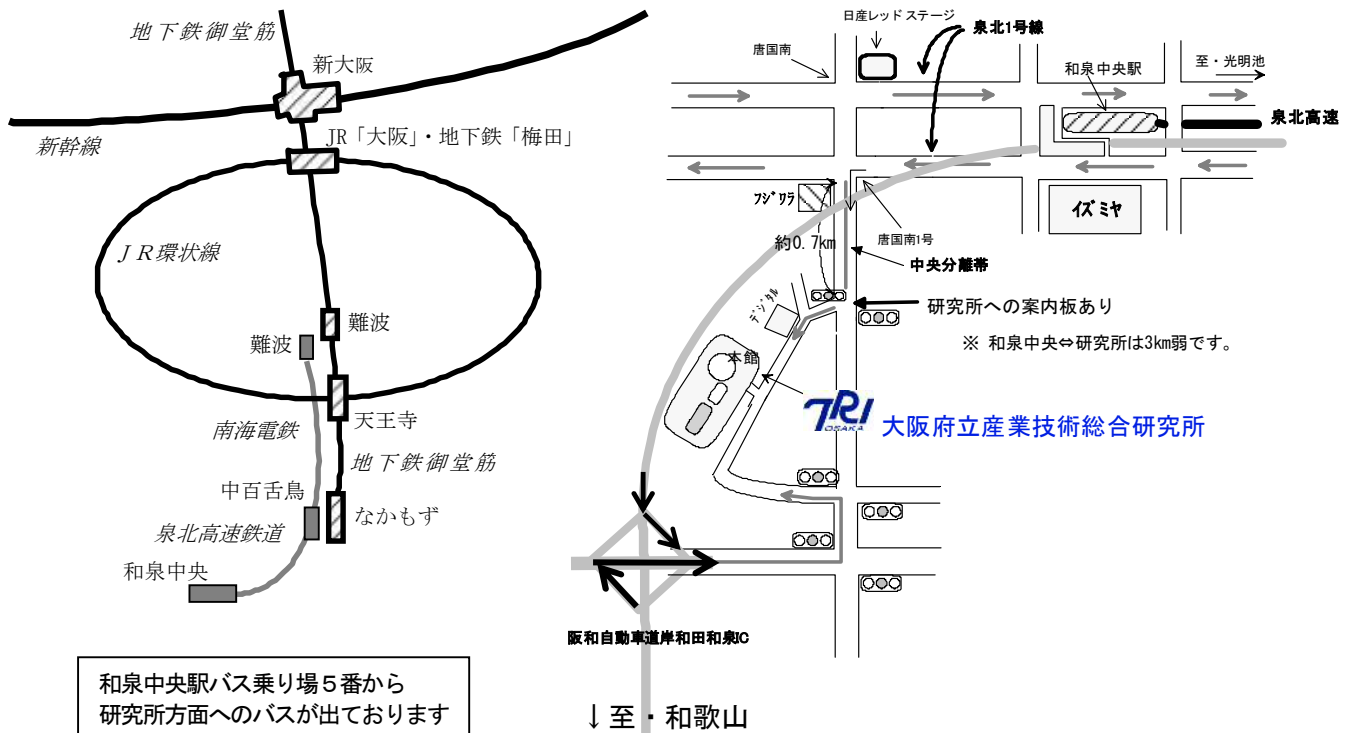 地下鉄御堂筋
新大阪
新幹線
JR「大阪」・地下鉄「梅田」
ＪＲ環状線
難波
難波
天王寺
南海電鉄
地下鉄御堂筋
中百舌鳥
なかもず
泉北高速鉄道
和泉中央
和泉中央駅バス乗り場５番から
研究所方面へのバスが出ております
日産レッドステージ
泉北1号線
唐国南
和泉中央駅
至・光明池
泉北高速
フジワラ
イズミヤ
約0.7km
唐国南1号
中央分離帯
デジタル
研究所への案内板あり
※ 和泉中央⇔研究所は3km弱です。
本館
TRI
OSAKA
大阪府立産業技術総合研究所
阪和自動車道岸和田和泉IC
↓至・和歌山